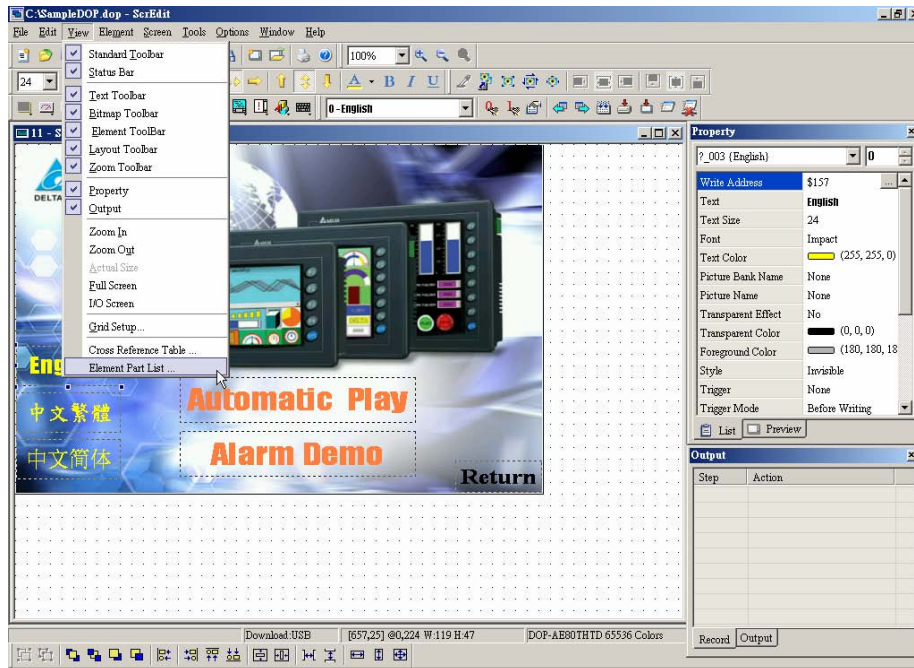 C:\SampleDOP.dop - ScrEdit
File Edit View Element Screen Tools Options Window Help
Standard Toolbar
Status Bar
Text Toolbar
Bitmap Toolbar
Element ToolBar
Layout Toolbar
Zoom Toolbar
Property
Output
Zoom In
Zoom Out
Actual Size
Full Screen
I/O Screen
Grid Setup...
Cross Reference Table ...
Element Part List ...
100%
24
A B I U
0 -English
11 - S
DELTA
Eng
中文繁體
中文简体
Automatic Play
Alarm Demo
Return
Property
?_003 {English} 0
Write Address $157 ...
Text English
Text Size 24
Font Impact
Text Color (255, 255, 0)
Picture Bank Name None
Picture Name None
Transparent Effect No
Transparent Color (0, 0, 0)
Foreground Color (180, 180, 18
Style Invisible
Trigger None
Trigger Mode Before Writing
List Preview
Output
Step Action
Record Output
Download:USB [657,25] @0,224 W:119 H:47 DOP-AE80THTD 65536 Colors